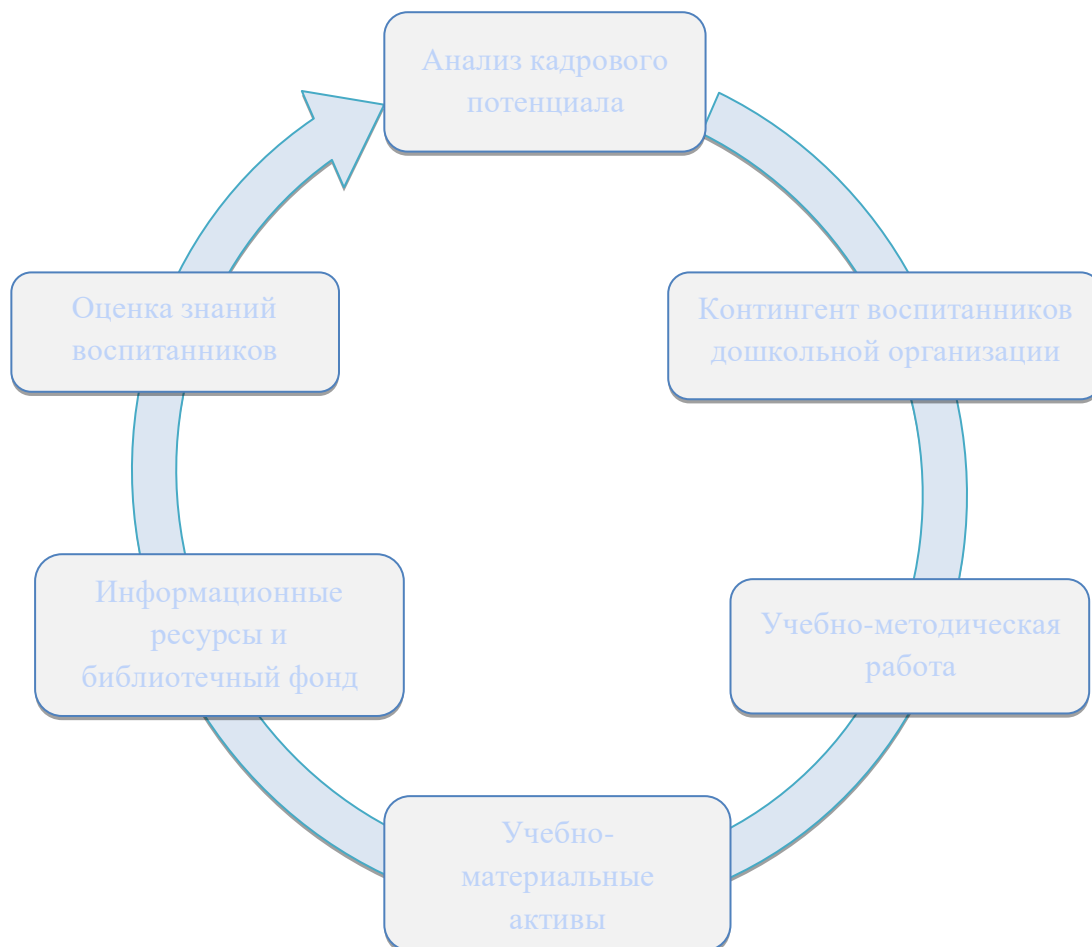 Анализ кадрового
потенциала
Контингент воспитанников
дошкольной организации
Учебно-методическая
работа
Учебно-
материальные
активы
Информационные
ресурсы и
библиотечный фонд
Оценка знаний
воспитанников